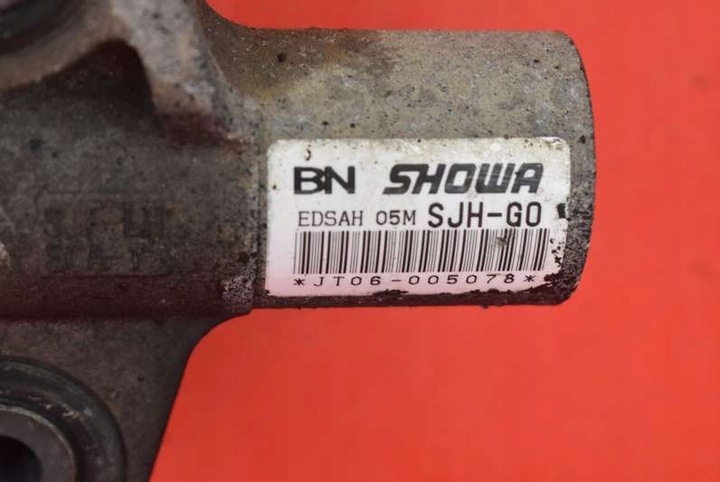 BN SHOWA
EDSAH 05M SJH-G0
*JT06-005078*